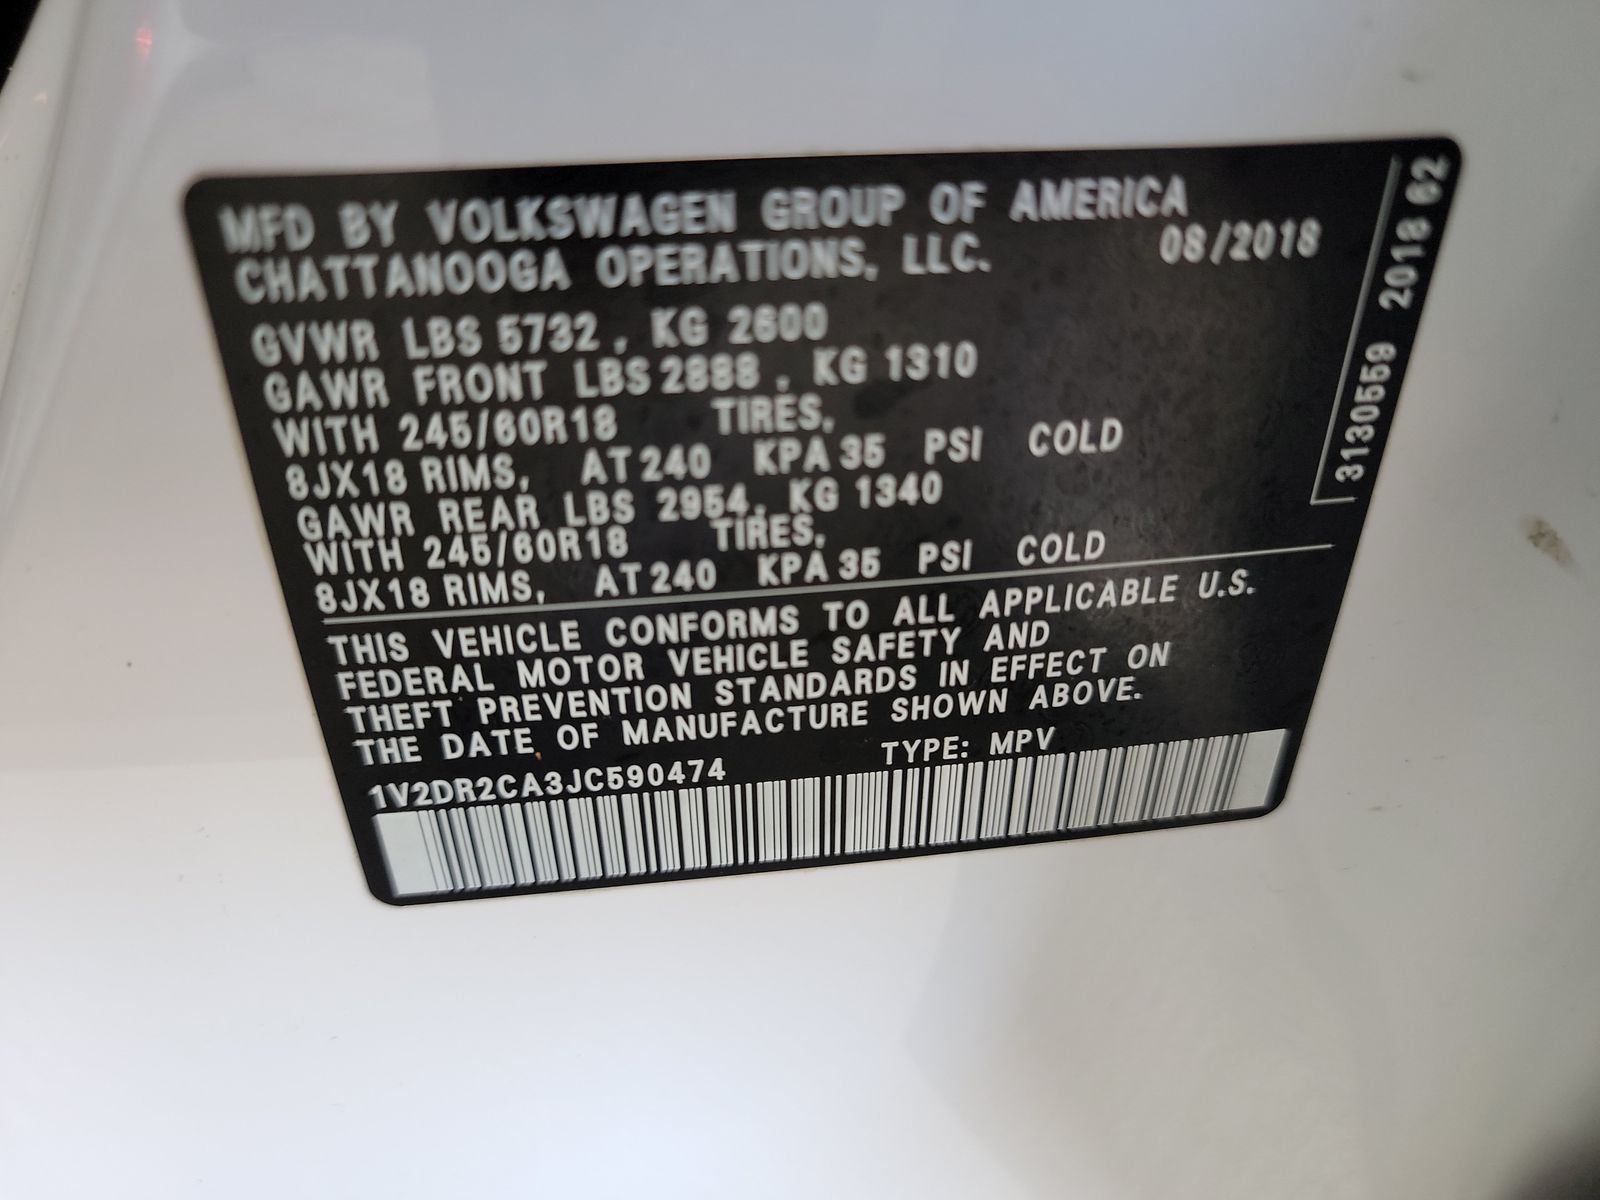 MFD BY VOLKSWAGEN GROUP OF AMERICA
CHATTANOOGA OPERATIONS, LLC. 08/2018
GVWR LBS 5732 , KG 2600
GAWR FRONT LBS 2888 , KG 1310
WITH 245/60R18 TIRES,
8JX18 RIMS, AT 240 KPA 35 PSI COLD
GAWR REAR LBS 2954, KG 1340
WITH 245/60R18 TIRES,
8JX18 RIMS, AT 240 KPA 35 PSI COLD
THIS VEHICLE CONFORMS TO ALL APPLICABLE U.S.
FEDERAL MOTOR VEHICLE SAFETY AND
THEFT PREVENTION STANDARDS IN EFFECT ON
THE DATE OF MANUFACTURE SHOWN ABOVE.
1V2DR2CA3JC590474 TYPE: MPV
3130559 2018 62